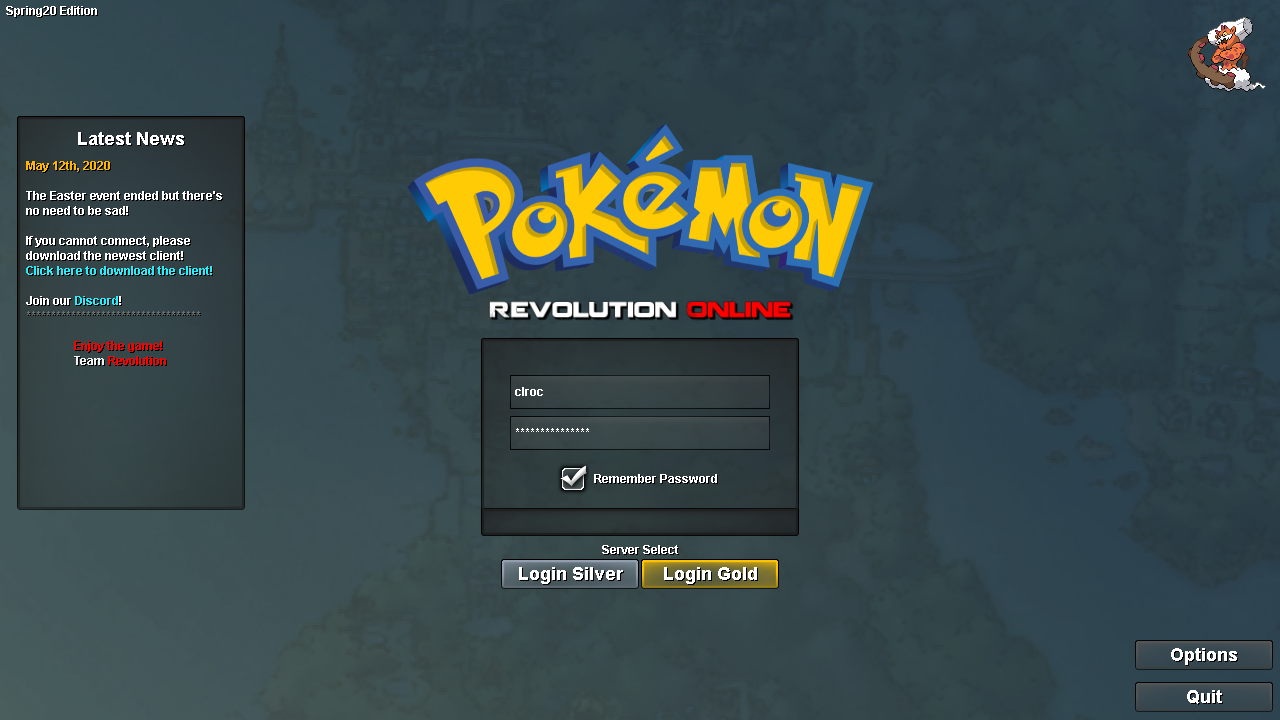 Spring20 Edition
Latest News
May 12th, 2020
The Easter event ended but there's
no need to be sad!
If you cannot connect, please
download the newest client!
Click here to download the client!
Join our Discord!
***********************************
Enjoy the game!
Team Revolution
POKéMON
REVOLUTION ONLINE
clroc
***************
Remember Password
Server Select
Login Silver
Login Gold
Options
Quit